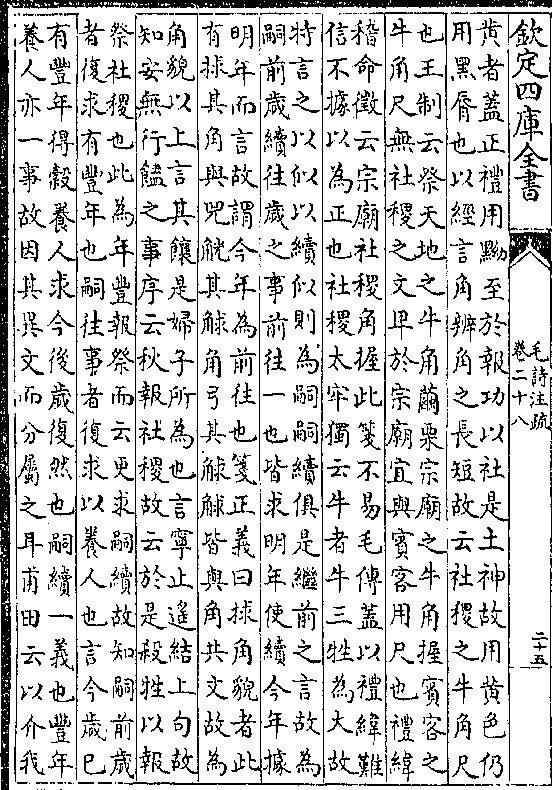 欽定四庫全書
毛詩注疏
卷二十八
二十五
黄者蓋正禮用黝至於報功以社是土神故用黄色仍
用黑脣也以經言角辨角之長短故云社稷之牛角尺
也王制云祭天地之牛角繭栗宗廟之牛角握賓客之
牛角尺無社稷之文卑於宗廟宜與賓客用尺也禮緯
稽命徵云宗廟社稷角握此箋不易毛傳蓋以禮緯難
信不據以為正也社稷太牢獨云牛者牛三牲為大故
特言之以似以續似則為嗣嗣續俱是繼前之言故為
嗣前歳續往歳之事前往一也皆求明年使續今年據
明年而言故謂今年為前往也箋正義曰捄角貌者此
有捄其角與兕觥其觩角弓其觩皆與角共文故為
角貌以上言其饟是婦子所為也言寧止遥結上句故
知安無行饁之事序云秋報社稷故云於是殺牲以報
祭社稷也此為年豐報祭而云更求嗣續故知嗣前歳
者復求有豐年也嗣往事者復求以養人也言今歳已
有豐年得穀養人求今後歳復然也嗣續一義也豐年
養人亦一事故因其異文而分屬之耳甫田云以介我